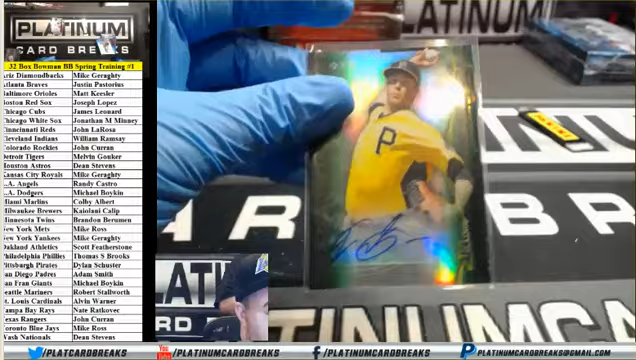 PLATINUM
CARD BREAKS
32 Box Bowman BB Spring Training #1
Ariz Diamondbacks Mike Geraghty
Atlanta Braves Justin Pastorius
Baltimore Orioles Matt Keesler
Boston Red Sox Joseph Lopez
Chicago Cubs James Leonard
Chicago White Sox Jonathan M Minney
Cincinnati Reds John LaRosa
Cleveland Indians William Ramsay
Colorado Rockies John Curran
Detroit Tigers Melvin Gouker
Houston Astros Dean Stevens
Kansas City Royals Mike Geraghty
L.A. Angels Randy Castro
L.A. Dodgers Michael Boykin
Miami Marlins Colby Albert
Milwaukee Brewers Kaiolani Calip
Minnesota Twins Brandon Berumen
New York Mets Mike Ross
New York Yankees Mike Geraghty
Oakland Athletics Scott Featherstone
Philadelphia Phillies Thomas S Brooks
Pittsburgh Pirates Dylan Schuster
San Diego Padres Adam Smith
San Fran Giants Michael Boykin
Seattle Mariners Robert Stallworth
St. Louis Cardinals Alvin Warner
Tampa Bay Rays Nate Ratkover
Texas Rangers John Curran
Toronto Blue Jays Mike Ross
Wash Nationals Dean Stevens
PLATINUM
P
CARD B
PLATINUMCA
/PLATCARDBREAKS
/PLATINUMCARDBREAKS
/PLATINUMCARDBREAKS
PLATINUMCARDBREAKS@GMAIL.COM